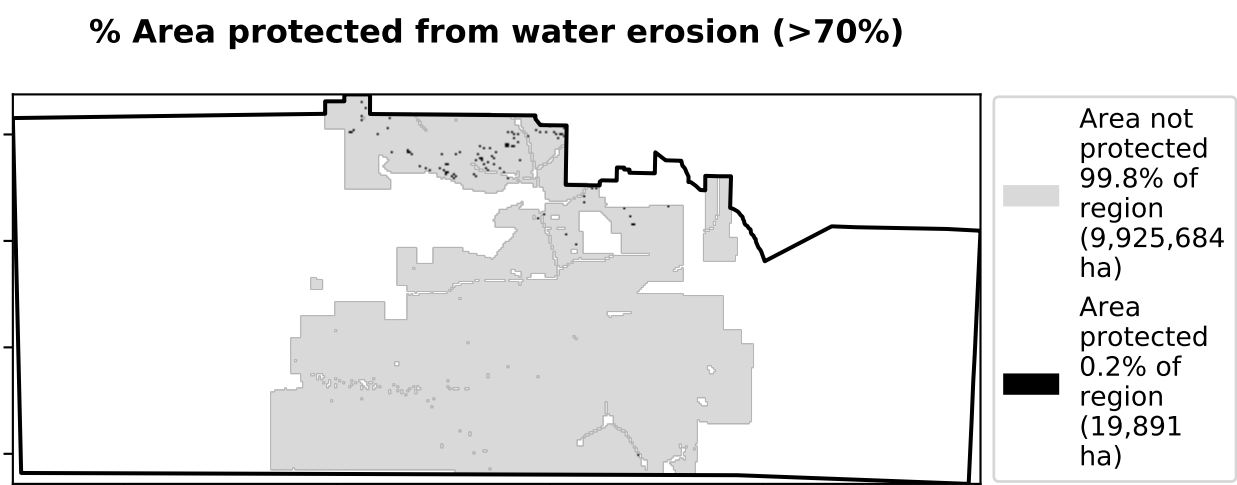 % Area protected from water erosion (>70%)
Area not
protected
99.8% of
region
(9,925,684
ha)
Area
protected
0.2% of
region
(19,891
ha)